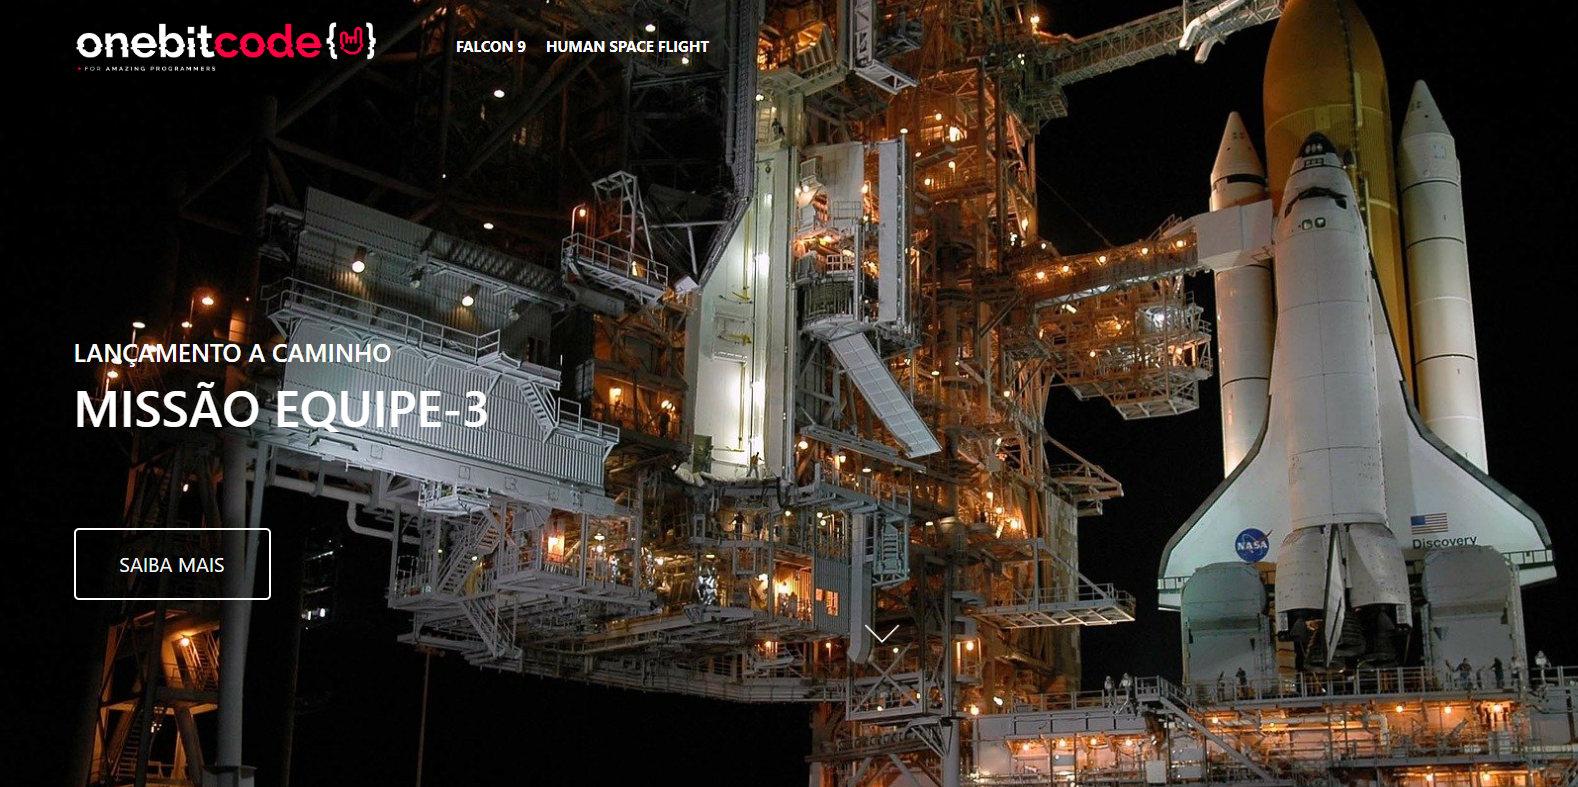 onebitcode{}
FOR AMAZING PROGRAMMERS
FALCON 9 HUMAN SPACE FLIGHT
LANÇAMENTO A CAMINHO
MISSÃO EQUIPE-3
SAIBA MAIS
NASA
Discovery